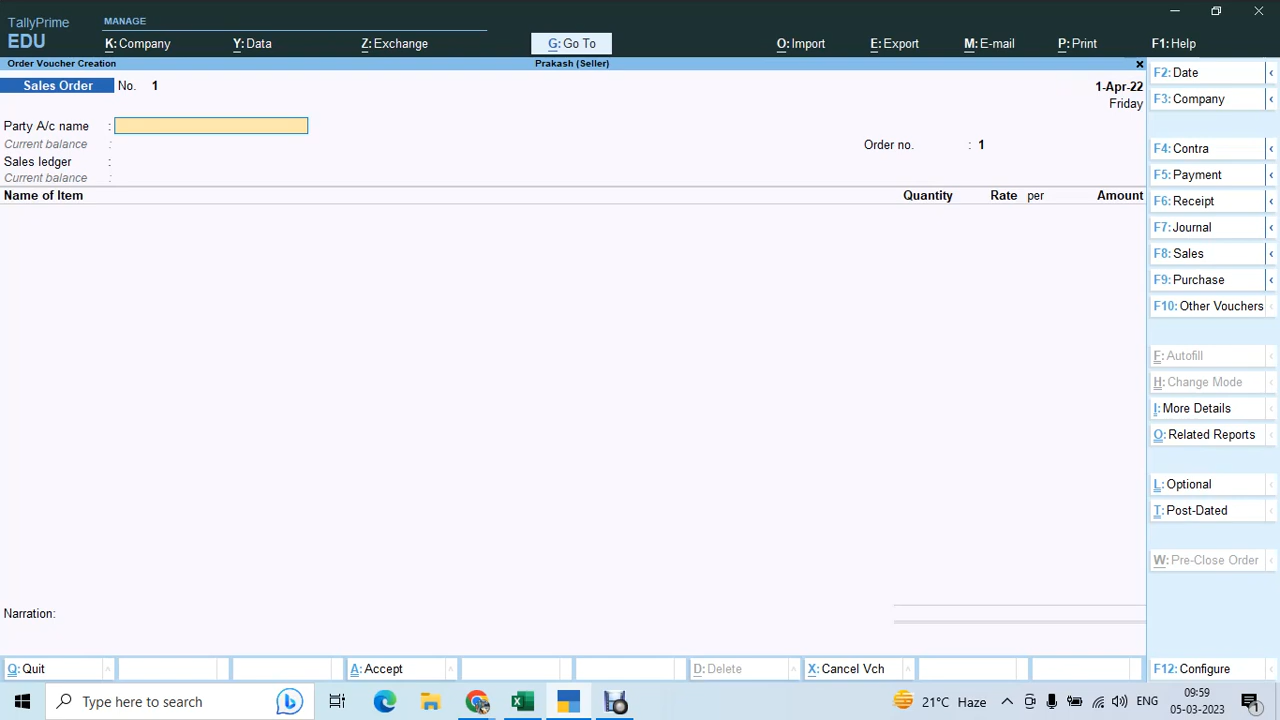 TallyPrime
EDU
MANAGE
K: Company
Y: Data
Z: Exchange
G: Go To
O: Import
E: Export
M: E-mail
P: Print
F1: Help
Order Voucher Creation
Prakash (Seller)
Sales Order
No. 1
1-Apr-22
Friday
Party A/c name :
Current balance :
Order no. : 1
Sales ledger :
Current balance :
Name of Item
Quantity
Rate per
Amount
F2: Date
F3: Company
F4: Contra
F5: Payment
F6: Receipt
F7: Journal
F8: Sales
F9: Purchase
F10: Other Vouchers
F: Autofill
H: Change Mode
I: More Details
O: Related Reports
L: Optional
T: Post-Dated
W: Pre-Close Order
Narration:
Q: Quit
A: Accept
D: Delete
X: Cancel Vch
F12: Configure
Type here to search
21°C Haze
ENG
09:59
05-03-2023
1